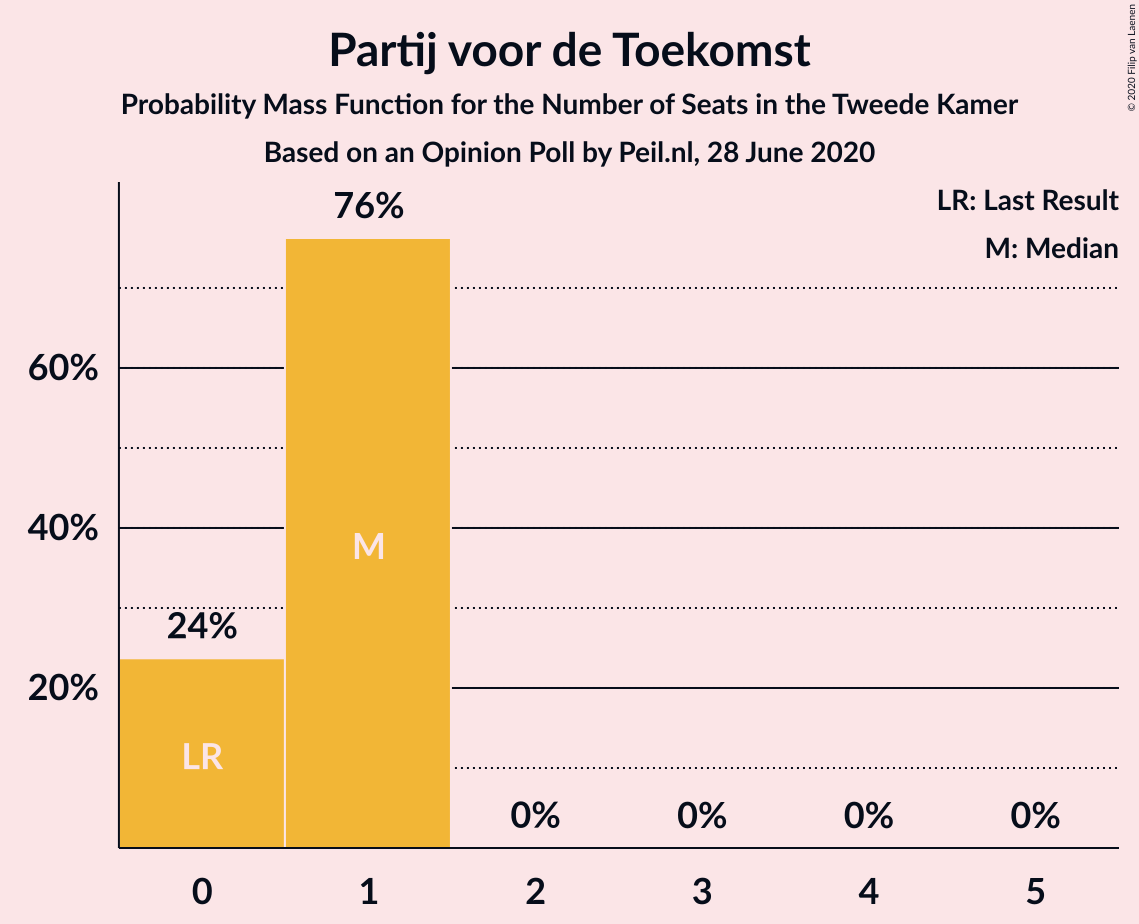 Partij voor de Toekomst
Probability Mass Function for the Number of Seats in the Tweede Kamer
Based on an Opinion Poll by Peil.nl, 28 June 2020
© 2020 Filip van Laenen
LR: Last Result
M: Median
76%
60%
40%
M
24%
20%
LR
0% 0% 0% 0%
0 1 2 3 4 5